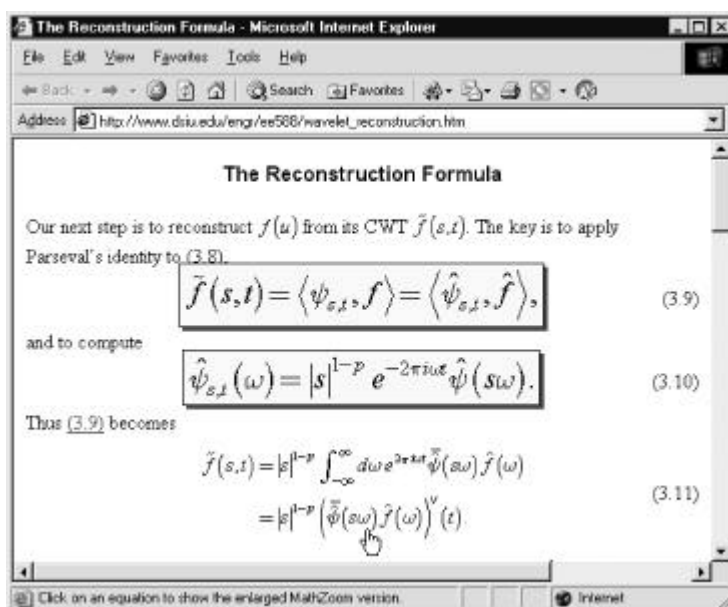 The Reconstruction Formula - Microsoft Internet Explorer
File Edit View Favorites Tools Help
Back Search Favorites
Address http://www.dsiu.edu/engr/ee588/wavelet_reconstruction.htm
The Reconstruction Formula
Our next step is to reconstruct f(u) from its CWT f̃(s,t). The key is to apply
Parseval's identity to (3.8),
f̃(s,t) = ⟨ψ_{s,t}, f⟩ = ⟨ψ̂_{s,t}, f̂⟩, (3.9)
and to compute
ψ̂_{s,t}(ω) = |s|^{1-p} e^{-2πiωt} ψ̂(sω). (3.10)
Thus (3.9) becomes
f̃(s,t) = |s|^{1-p} ∫_{-∞}^{∞} dω e^{2πiωt} ψ̂̄(sω) f̂(ω)
= |s|^{1-p} (ψ̂̄(sω) f̂(ω))^∨ (t) (3.11)
Click on an equation to show the enlarged MathZoom version. Internet